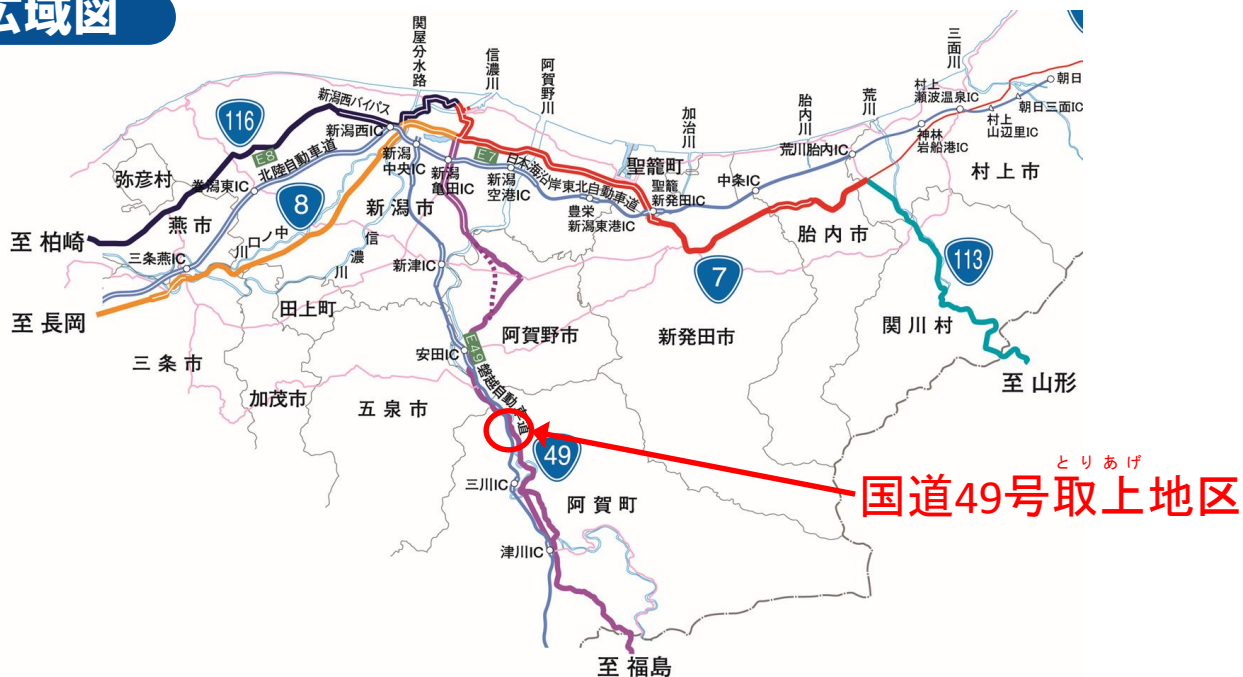 広域図
関屋分水路
信濃川
阿賀野川
加治川
胎内川
荒川
三面川
朝日
朝日三面IC
村上瀬波温泉IC
村上山辺里IC
神林岩船港IC
荒川胎内IC
村上市
新潟西バイパス
116
新潟西IC
E8
北陸自動車道
新潟中央IC
新潟亀田IC
E7
日本海沿岸東北自動車道
新潟空港IC
聖籠町
聖籠新発田IC
中条IC
豊栄新潟東港IC
弥彦村
巻潟東IC
8
新潟市
燕市
至 柏崎
中ノ口川
信濃川
三条燕IC
新津IC
胎内市
7
113
至 長岡
田上町
阿賀野市
新発田市
関川村
三条市
安田IC
E49
磐越自動車道
至 山形
加茂市
五泉市
49
とりあげ
国道49号取上地区
三川IC
阿賀町
津川IC
至 福島